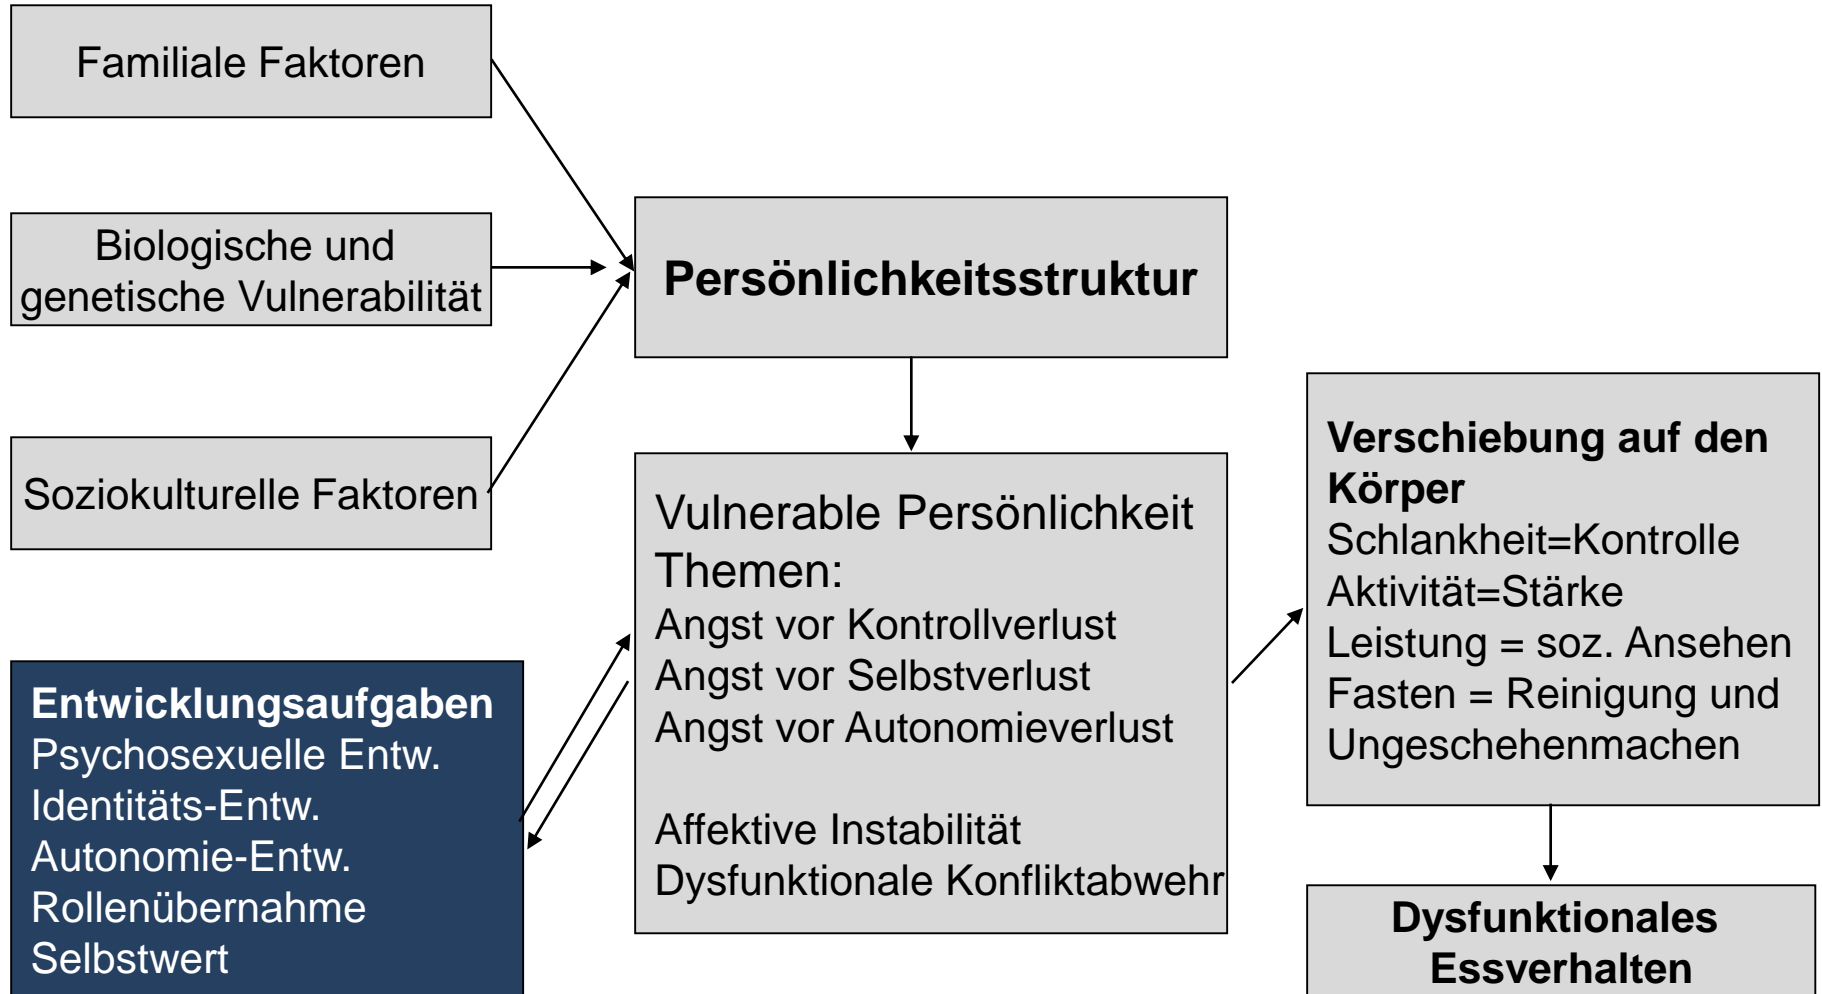 Familiale Faktoren
Biologische und
genetische Vulnerabilität
Soziokulturelle Faktoren
Persönlichkeitsstruktur
Vulnerable Persönlichkeit
Themen:
Angst vor Kontrollverlust
Angst vor Selbstverlust
Angst vor Autonomieverlust
Affektive Instabilität
Dysfunktionale Konfliktabwehr
Entwicklungsaufgaben
Psychosexuelle Entw.
Identitäts-Entw.
Autonomie-Entw.
Rollenübernahme
Selbstwert
Verschiebung auf den
Körper
Schlankheit=Kontrolle
Aktivität=Stärke
Leistung = soz. Ansehen
Fasten = Reinigung und
Ungeschehenmachen
Dysfunktionales
Essverhalten